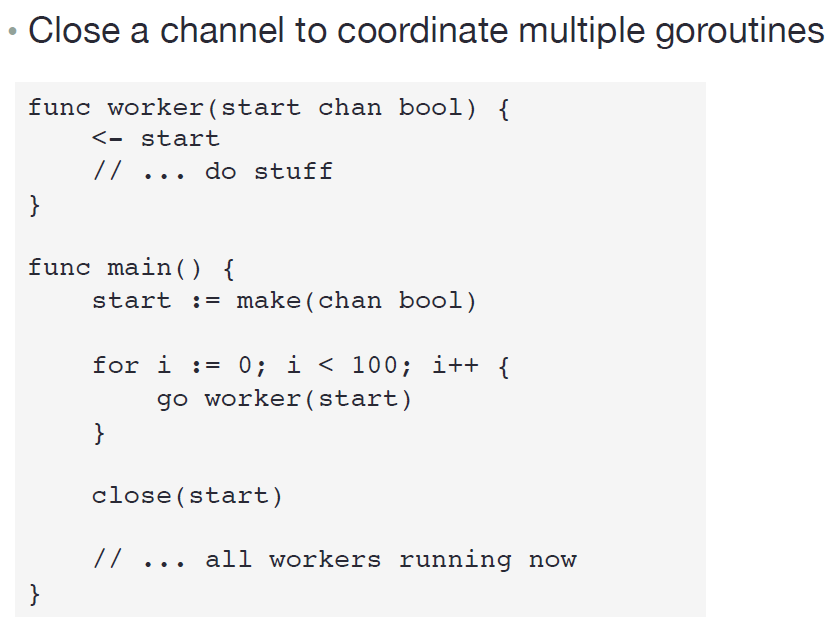 • Close a channel to coordinate multiple goroutines
func worker(start chan bool) {
    <- start
    // ... do stuff
}
func main() {
    start := make(chan bool)
    for i := 0; i < 100; i++ {
        go worker(start)
    }
    close(start)
    // ... all workers running now
}